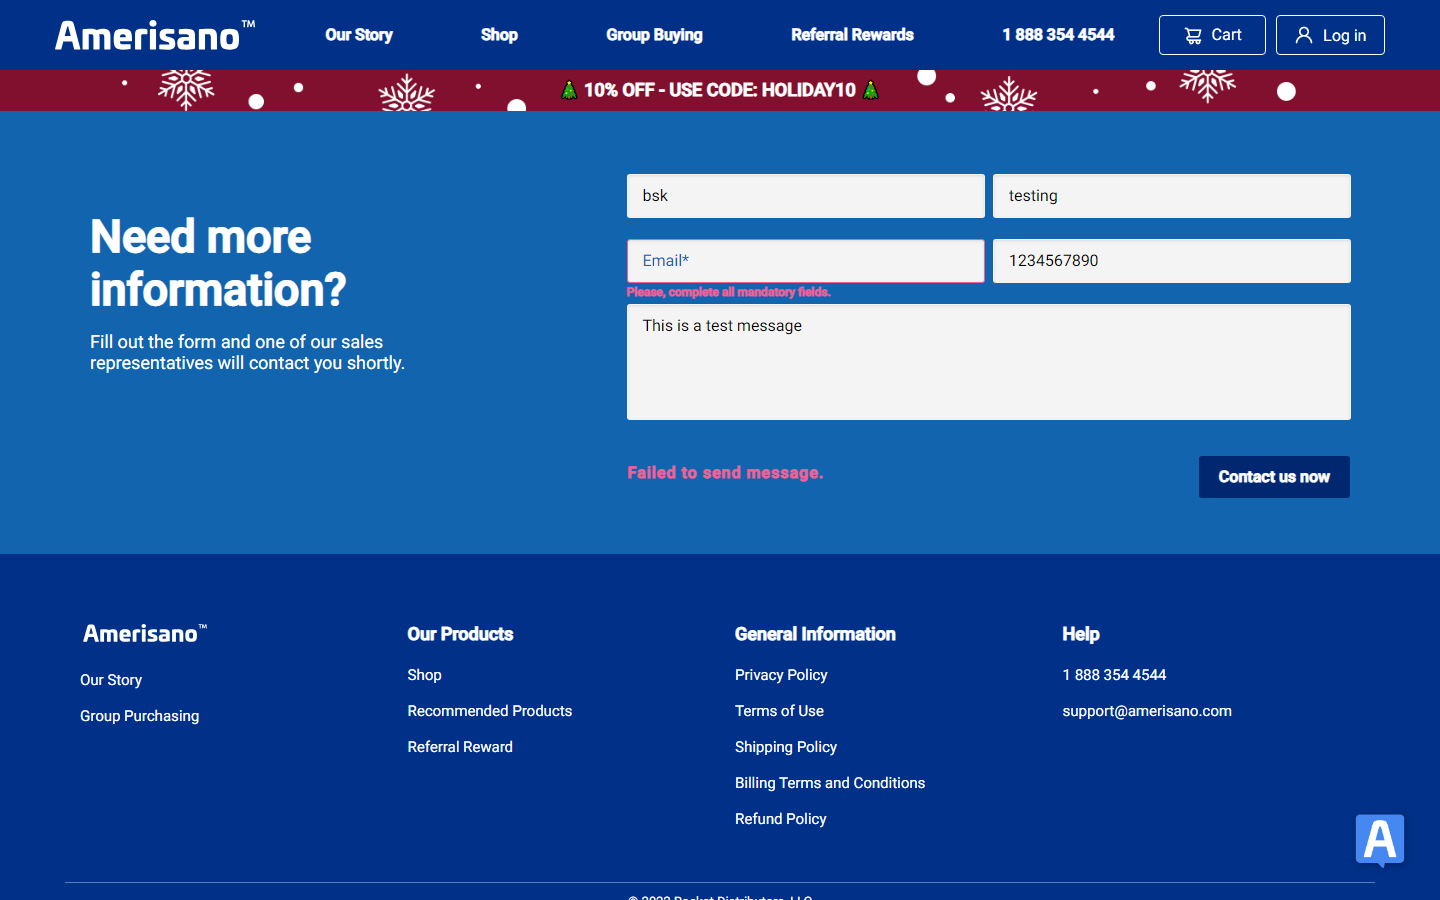 Amerisano™
Our Story
Shop
Group Buying
Referral Rewards
1 888 354 4544
Cart
Log in
10% OFF - USE CODE: HOLIDAY10
Need more
information?
Fill out the form and one of our sales
representatives will contact you shortly.
bsk
testing
Email*
1234567890
Please, complete all mandatory fields.
This is a test message
Failed to send message.
Contact us now
Amerisano™
Our Story
Group Purchasing
Our Products
Shop
Recommended Products
Referral Reward
General Information
Privacy Policy
Terms of Use
Shipping Policy
Billing Terms and Conditions
Refund Policy
Help
1 888 354 4544
support@amerisano.com
A